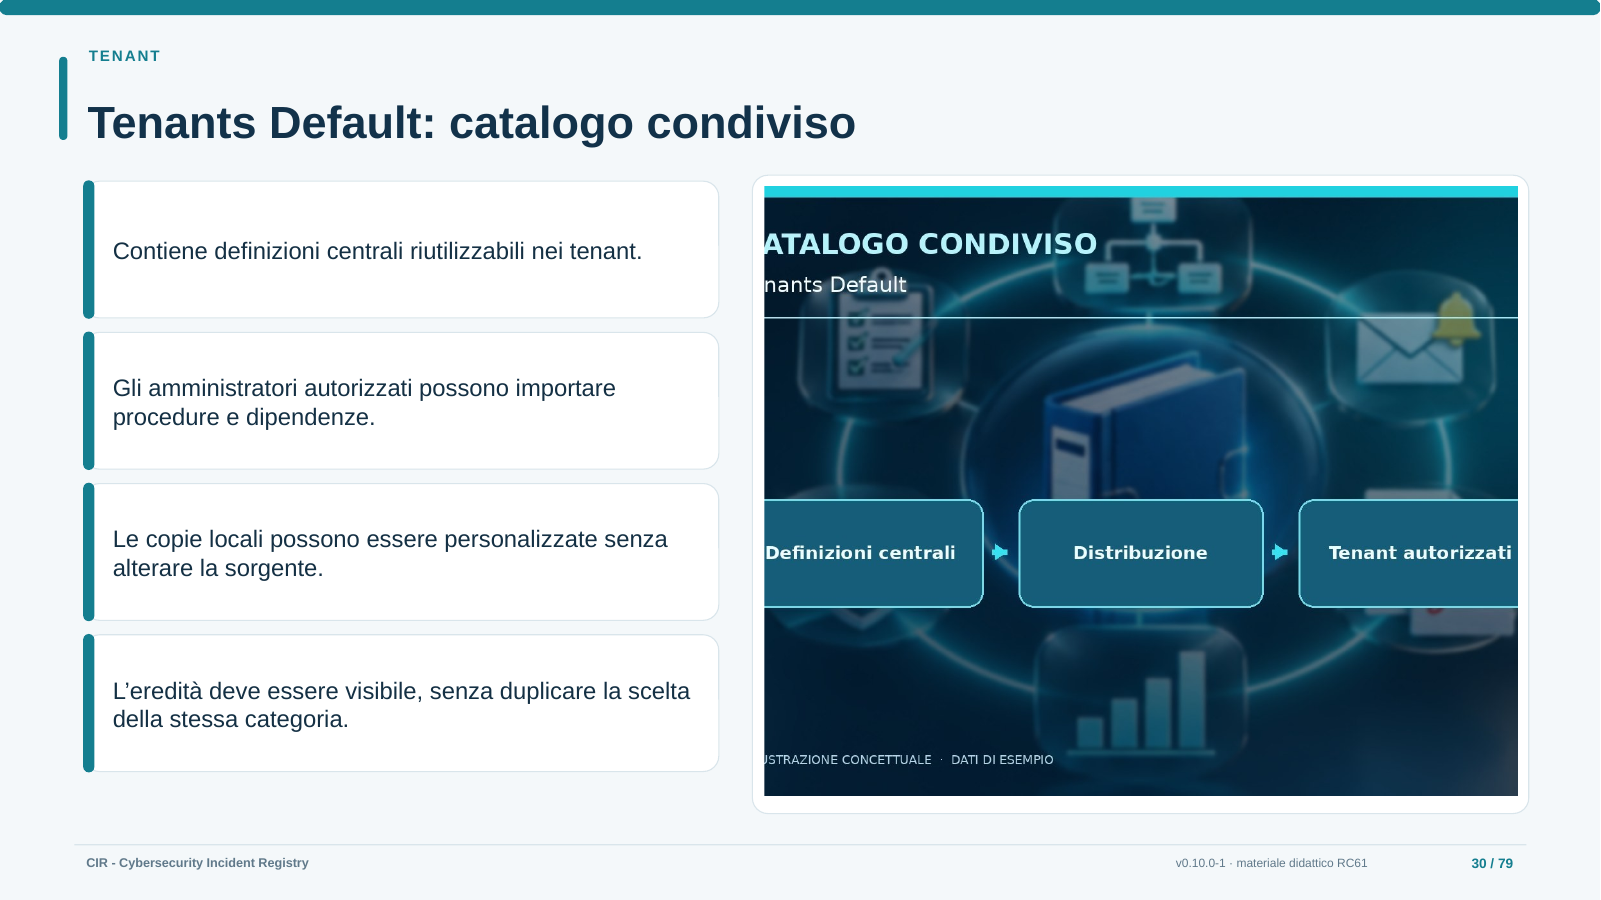 TENANT
Tenants Default: catalogo condiviso
Contiene definizioni centrali riutilizzabili nei tenant.
Gli amministratori autorizzati possono importare
procedure e dipendenze.
Le copie locali possono essere personalizzate senza
alterare la sorgente.
L’eredità deve essere visibile, senza duplicare la scelta
della stessa categoria.
ATALOGO CONDIVISO
nants Default
Definizioni centrali
Distribuzione
Tenant autorizzati
USTRAZIONE CONCETTUALE · DATI DI ESEMPIO
CIR - Cybersecurity Incident Registry
v0.10.0-1 · materiale didattico RC61
30 / 79